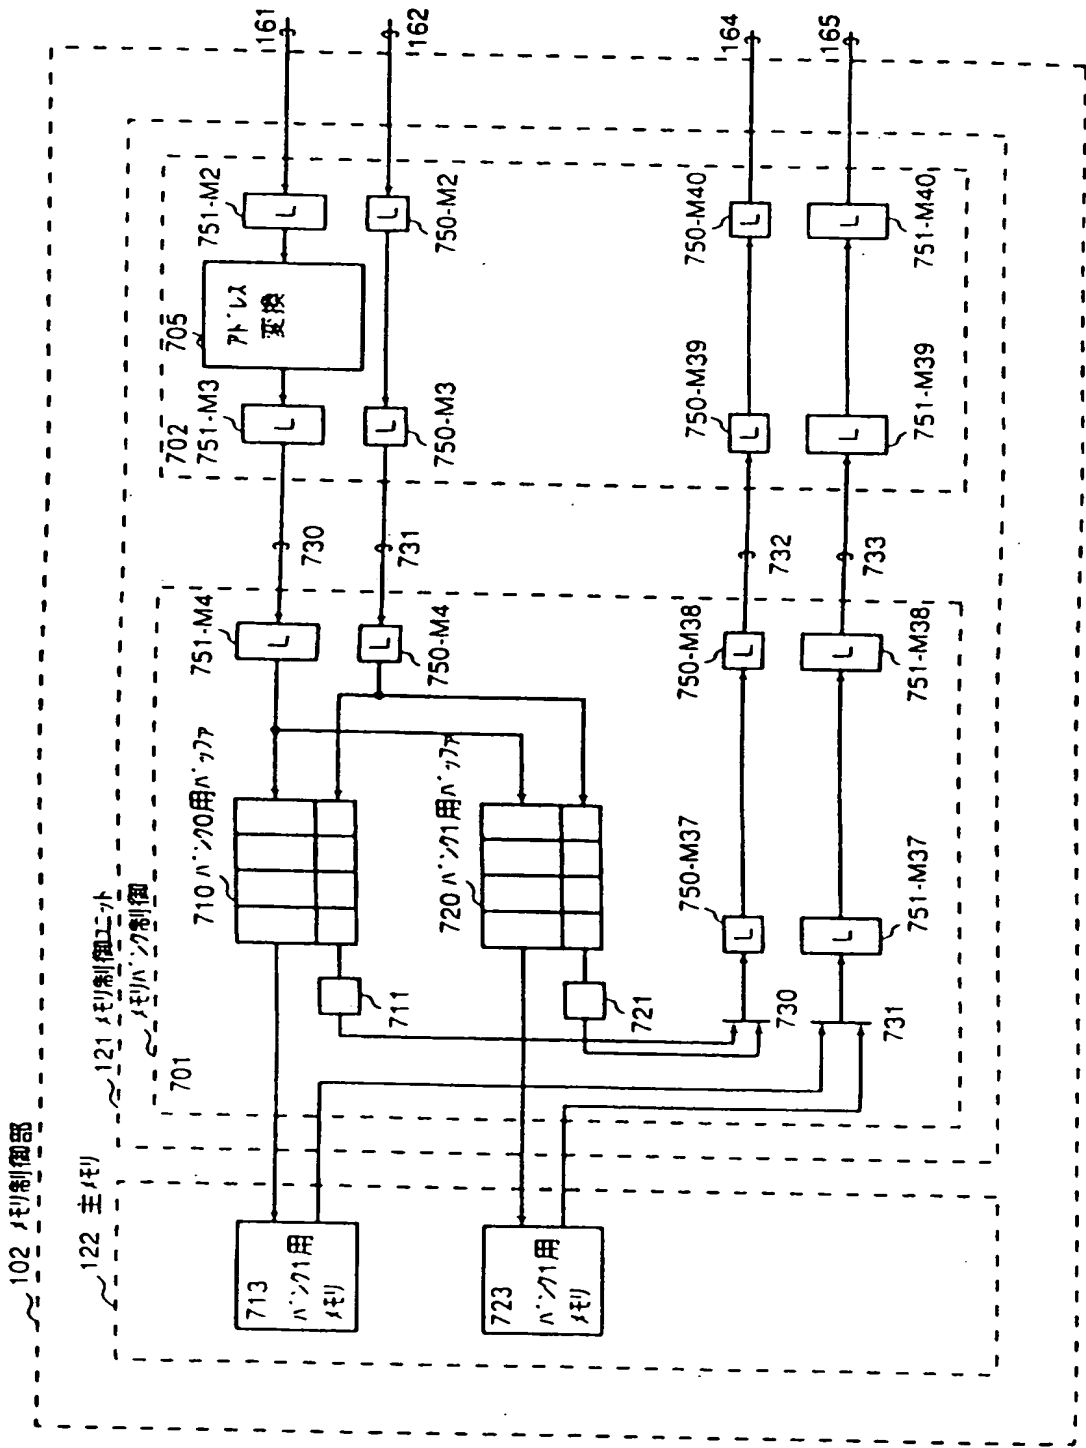 102 メモリ制御部
122 主メモリ
121 メモリ制御ユニット
メモリバンク制御
701
713
バンク1用
メモリ
723
バンク1用
メモリ
710 バンク0用バッファ
720 バンク1用バッファ
711
721
730
731
751-M4
750-M4
L
L
750-M37
L
751-M37
L
750-M38
L
751-M38
L
730
731
732
733
702
751-M3
L
750-M3
L
705
アドレス
変換
751-M2
L
750-M2
L
750-M39
L
751-M39
L
750-M40
L
751-M40
L
161
162
164
165